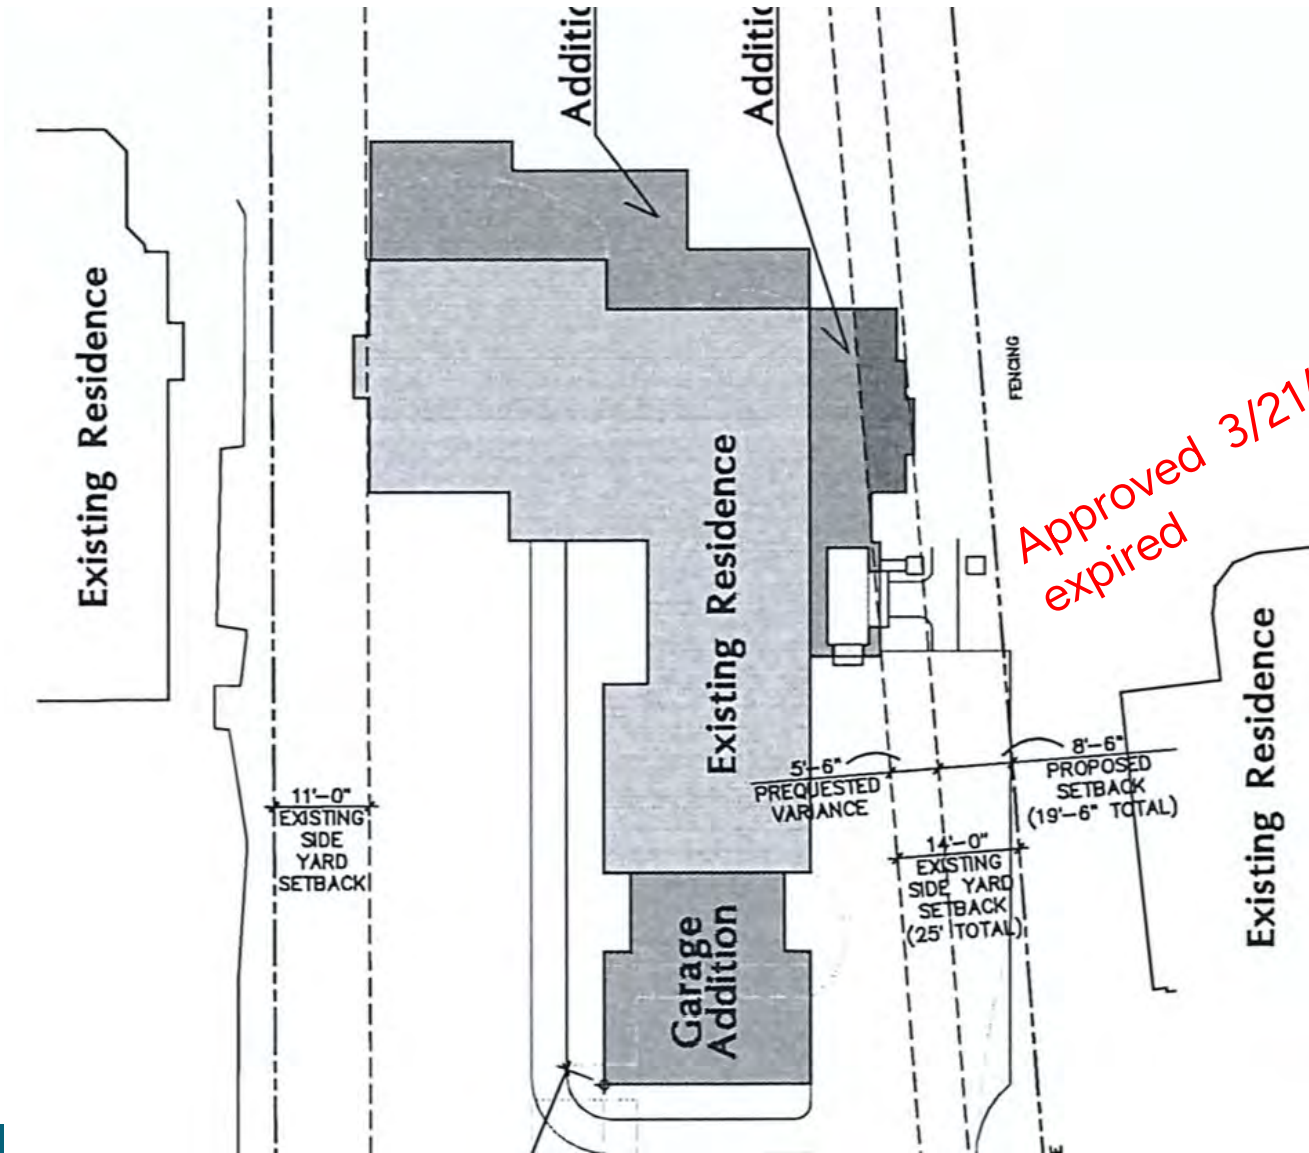 Existing Residence
Existing Residence
Garage
Addition
Existing Residence
FENCING
Approved 3/21/
expired
11'-0"
EXISTING
SIDE
YARD
SETBACK
5'-6"
PREQUESTED
VARIANCE
8'-6"
PROPOSED
SETBACK
(19'-6" TOTAL)
14'-0"
EXISTING
SIDE YARD
SETBACK
(25' TOTAL)